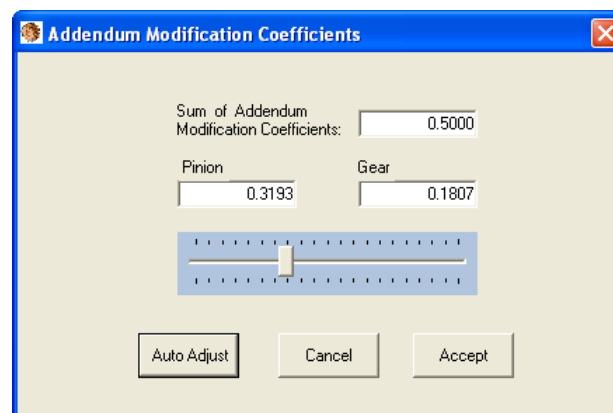 Addendum Modification Coefficients
Sum of Addendum
Modification Coefficients:
0.5000
Pinion
Gear
0.3193
0.1807
Auto Adjust
Cancel
Accept